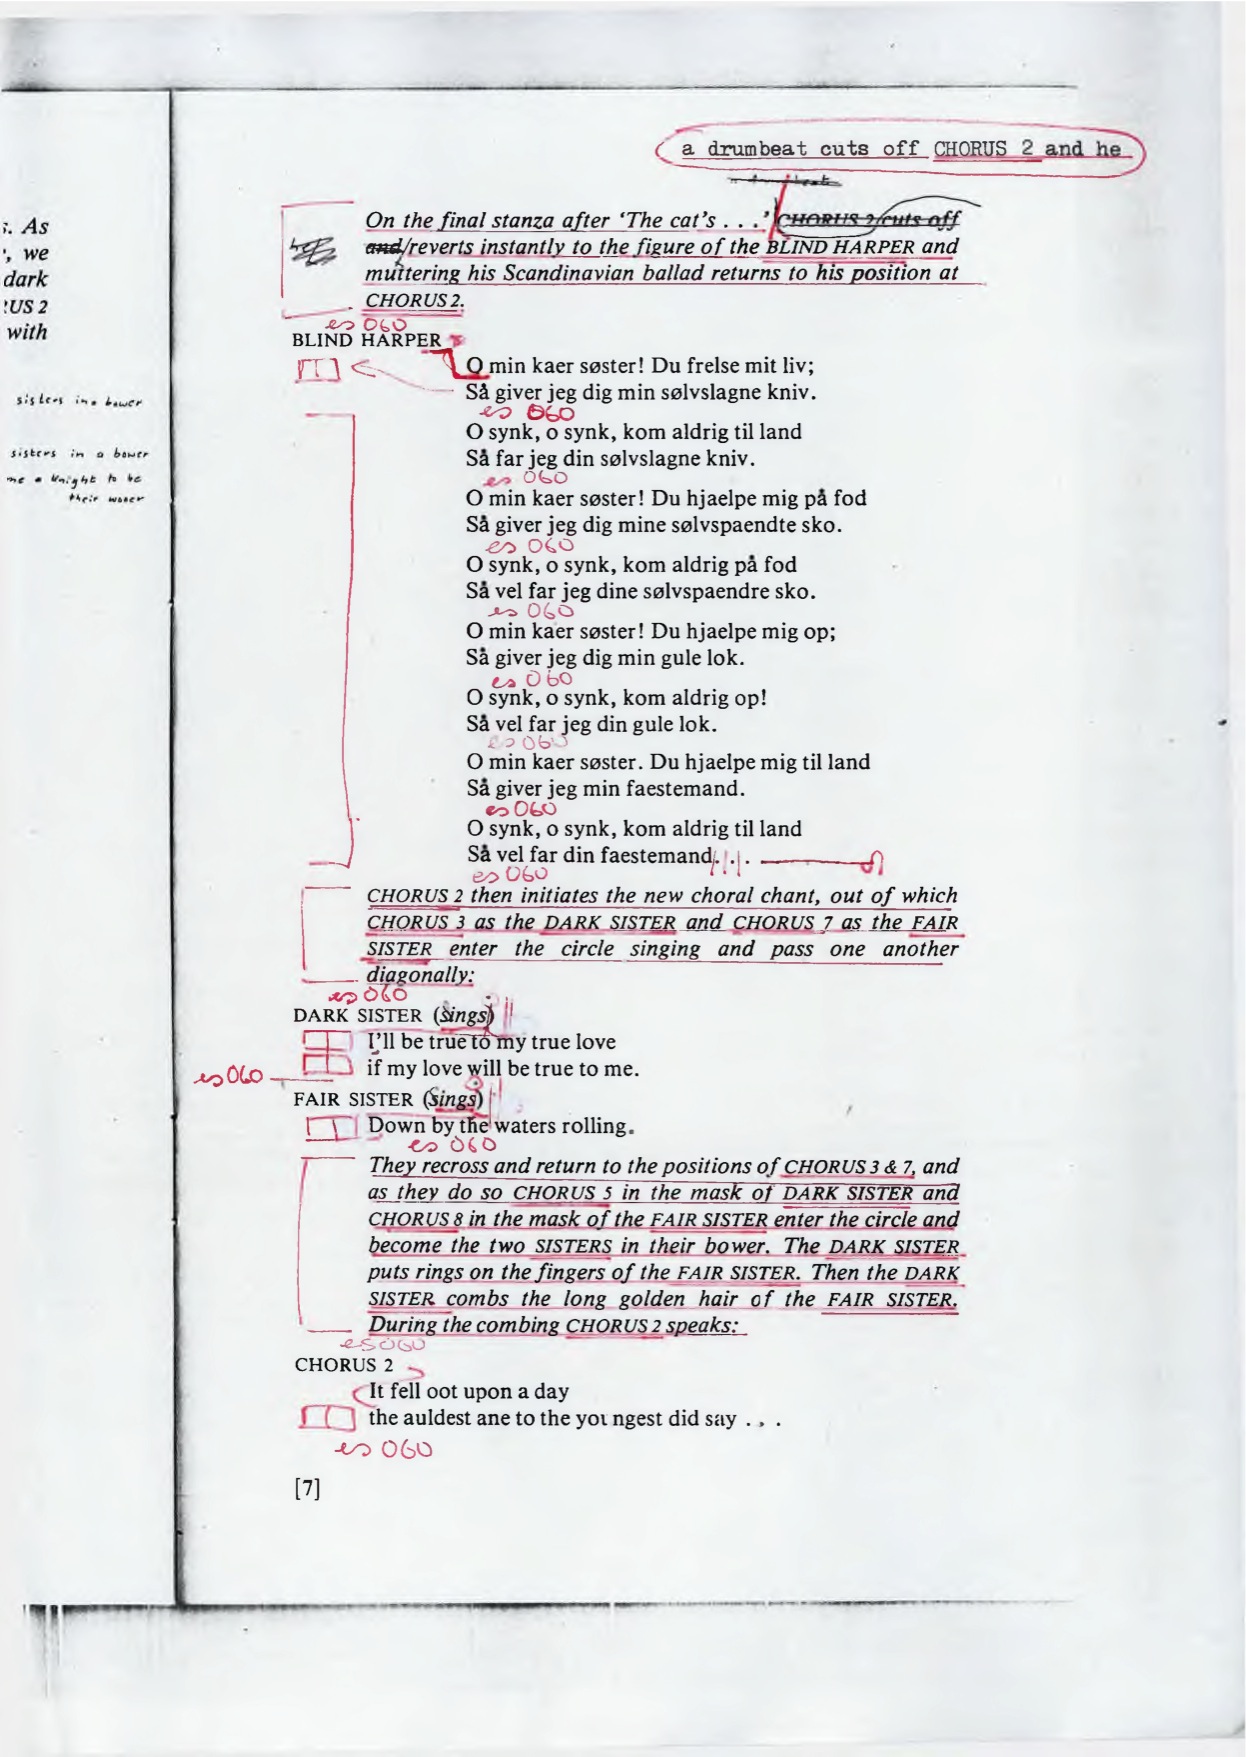 a drumbeat cuts off CHORUS 2 and he
s. As
', we
dark
RUS 2
with
sisters in a bower
sisters in a bower
me a knight to be
their wooer
On the final stanza after ‘The cat’s . . .’ CHORUS 2 cuts off
and reverts instantly to the figure of the BLIND HARPER and
muttering his Scandinavian ballad returns to his position at
CHORUS 2.
es 060
BLIND HARPER
O min kaer søster! Du frelse mit liv;
Så giver jeg dig min sølvslagne kniv.
es 060
O synk, o synk, kom aldrig til land
Så far jeg din sølvslagne kniv.
es 060
O min kaer søster! Du hjaelpe mig på fod
Så giver jeg dig mine sølvspaendte sko.
es 060
O synk, o synk, kom aldrig på fod
Så vel far jeg dine sølvspaendre sko.
es 060
O min kaer søster! Du hjaelpe mig op;
Så giver jeg dig min gule lok.
es 060
O synk, o synk, kom aldrig op!
Så vel far jeg din gule lok.
es 060
O min kaer søster. Du hjaelpe mig til land
Så giver jeg min faestemand.
es 060
O synk, o synk, kom aldrig til land
Så vel far din faestemand. . .
es 060
CHORUS 2 then initiates the new choral chant, out of which
CHORUS 3 as the DARK SISTER and CHORUS 7 as the FAIR
SISTER enter the circle singing and pass one another
diagonally:
es 060
DARK SISTER (sings)
I’ll be true to my true love
if my love will be true to me.
es 060
FAIR SISTER (sings)
Down by the waters rolling.
es 060
They recross and return to the positions of CHORUS 3 & 7, and
as they do so CHORUS 5 in the mask of DARK SISTER and
CHORUS 8 in the mask of the FAIR SISTER enter the circle and
become the two SISTERS in their bower. The DARK SISTER
puts rings on the fingers of the FAIR SISTER. Then the DARK
SISTER combs the long golden hair of the FAIR SISTER.
During the combing CHORUS 2 speaks:
es 060
CHORUS 2
It fell oot upon a day
the auldest ane to the youngest did say . . .
es 060
[7]